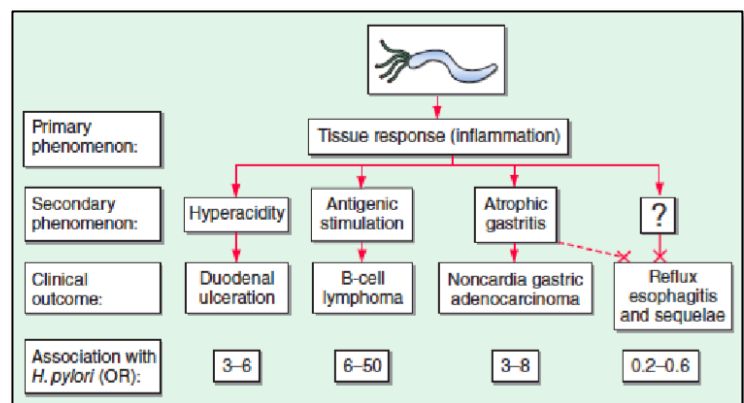 Primary
phenomenon:
Tissue response (inflammation)
Secondary
phenomenon:
Hyperacidity
Antigenic
stimulation
Atrophic
gastritis
?
Clinical
outcome:
Duodenal
ulceration
B-cell
lymphoma
Noncardia gastric
adenocarcinoma
Reflux
esophagitis
and sequelae
Association with
H. pylori (OR):
3–6
6–50
3–8
0.2–0.6